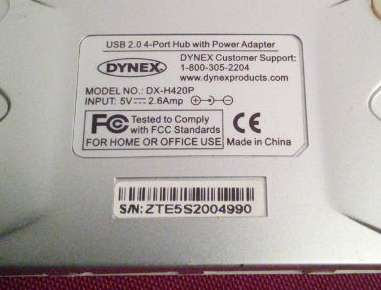 USB 2.0 4-Port Hub with Power Adapter
DYNEX
DYNEX Customer Support:
1-800-305-2204
www.dynexproducts.com
MODEL NO.: DX-H420P
INPUT: 5V 2.6Amp
FC Tested to Comply
with FCC Standards
FOR HOME OR OFFICE USE
CE
Made in China
S/N: ZTE5S2004990